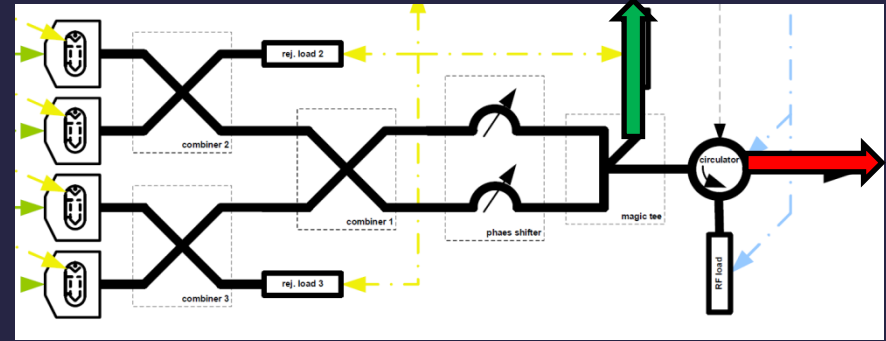 rej. load 2
combiner 2
circulator
combiner 1
phaes shifter
magic tee
RF load
rej. load 3
combiner 3